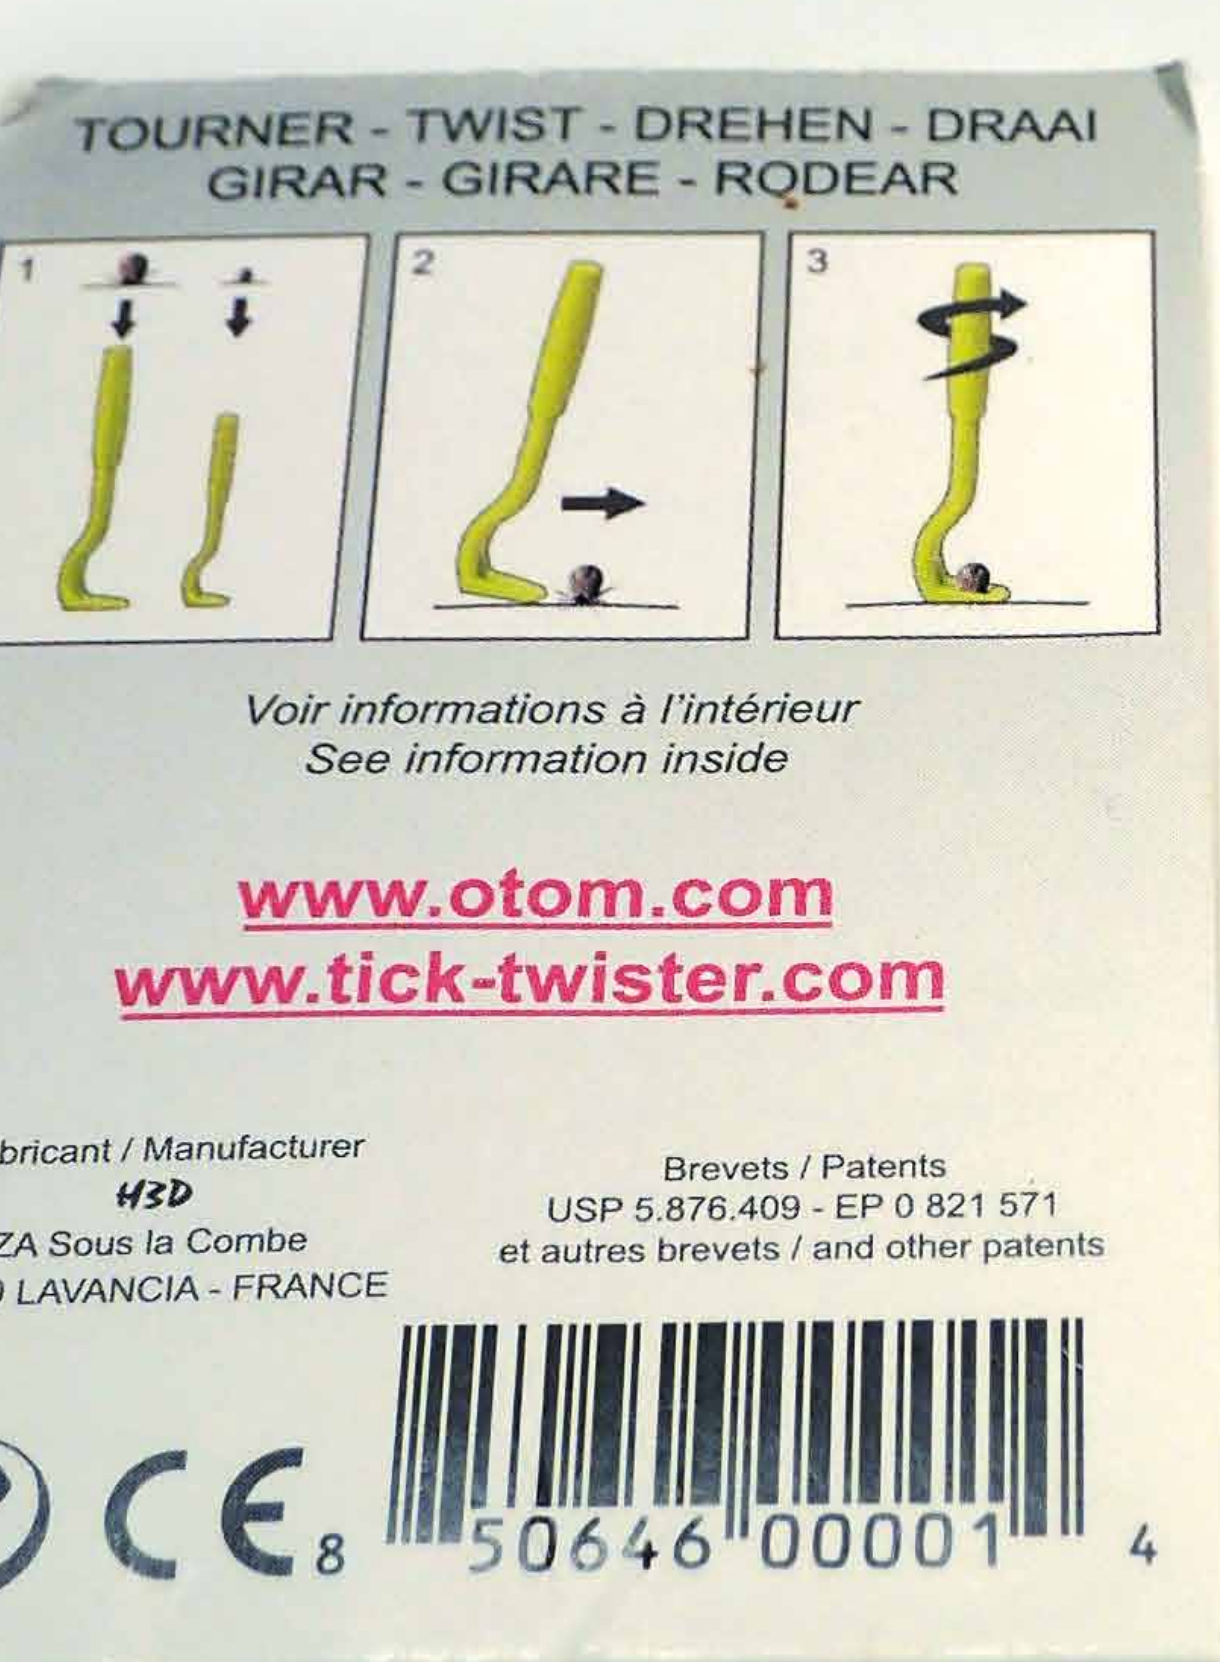 TOURNER - TWIST - DREHEN - DRAAI
GIRAR - GIRARE - RODEAR
1
2
3
Voir informations à l'intérieur
See information inside
www.otom.com
www.tick-twister.com
bricant / Manufacturer
H3D
ZA Sous la Combe
LAVANCIA - FRANCE
Brevets / Patents
USP 5.876.409 - EP 0 821 571
et autres brevets / and other patents
CE
8 50646 00001 4